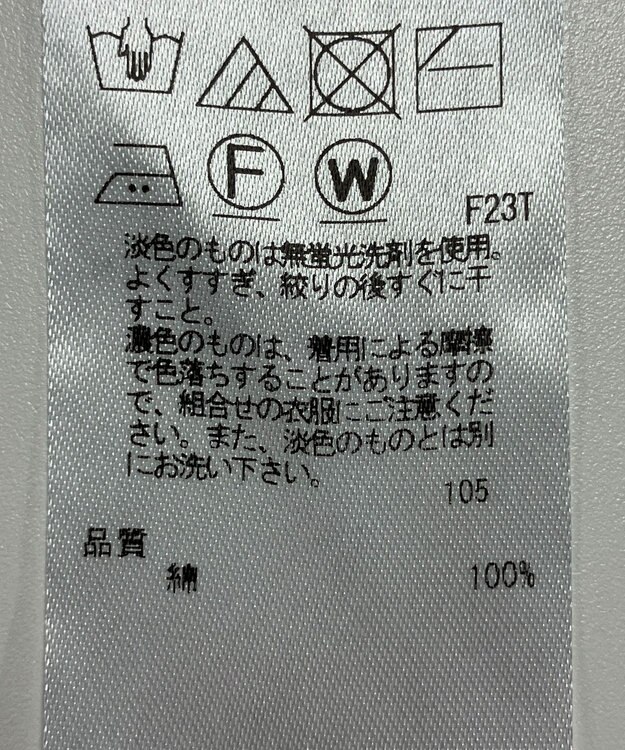 F
W
F23T
淡色のものは無蛍光洗剤を使用。
よくすすぎ、絞りの後すぐに干
すこと。
濃色のものは、着用による摩擦
で色落ちすることがありますの
で、組合せの衣服にご注意くだ
さい。また、淡色のものとは別
にお洗い下さい。
105
品質
綿 100%